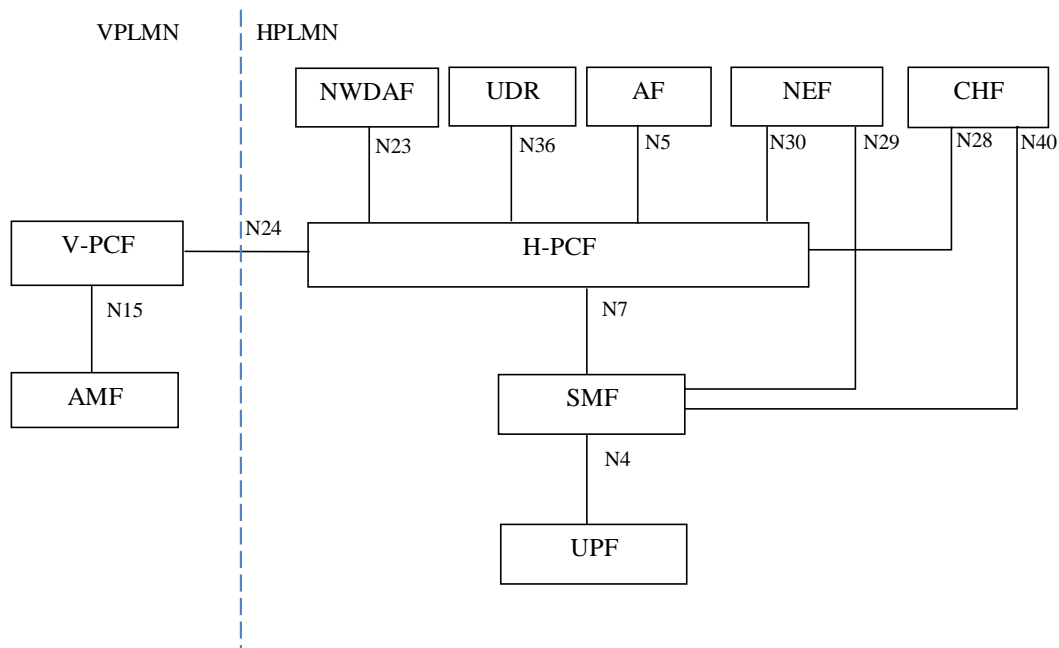 VPLMN
HPLMN
NWDAF
UDR
AF
NEF
CHF
N23
N36
N5
N30
N29
N28
N40
V-PCF
N24
H-PCF
N15
N7
AMF
SMF
N4
UPF